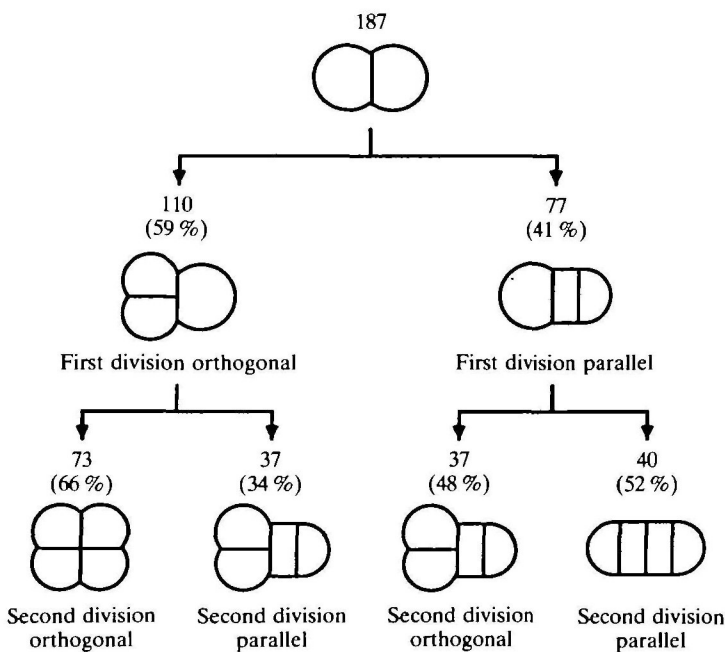 187
110
(59 %)
77
(41 %)
First division orthogonal
First division parallel
73
(66 %)
37
(34 %)
37
(48 %)
40
(52 %)
Second division
orthogonal
Second division
parallel
Second division
orthogonal
Second division
parallel